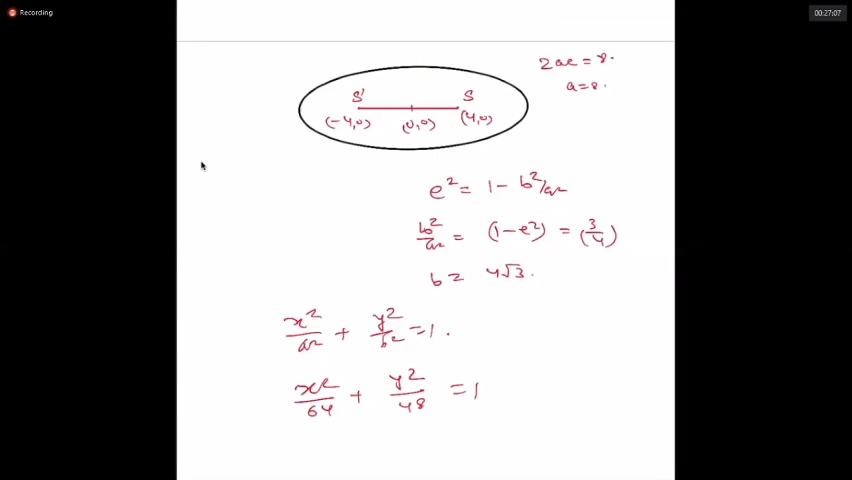 Recording
00:27:07
2ae = 8.
a = 8.
S' S
(-4,0) (0,0) (4,0)
e² = 1 - b²/a²
b²/a² = (1-e²) = (3/4)
b = 4√3.
x²/a² + y²/b² = 1.
x²/64 + y²/48 = 1